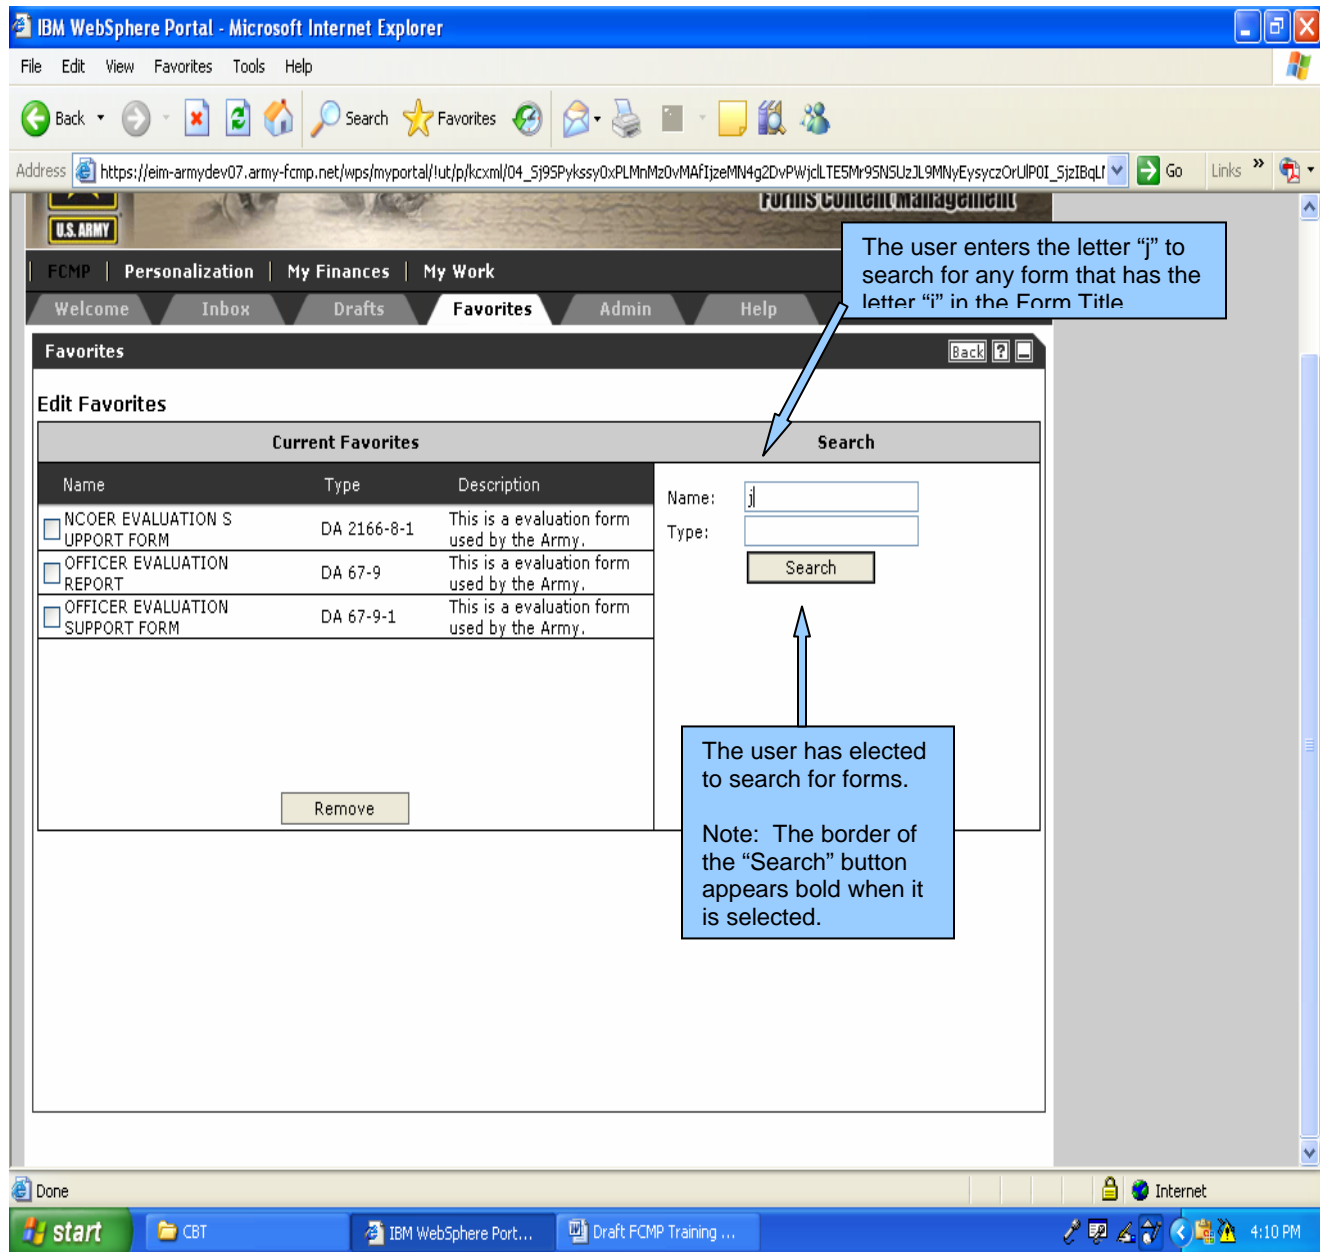 IBM WebSphere Portal - Microsoft Internet Explorer
File Edit View Favorites Tools Help
Back Search Favorites
Address https://eim-armydev07.army-fcmp.net/wps/myportal/!ut/p/kcxml/ Go Links »
U.S. ARMY
Forms Content Management
FCMP | Personalization | My Finances | My Work
Welcome Inbox Drafts Favorites Admin Help
The user enters the letter “j” to
search for any form that has the
letter “j” in the Form Title
Favorites Back ?
Edit Favorites
Current Favorites Search
Name Type Description
Name: j
NCOER EVALUATION S
UPPORT FORM
DA 2166-8-1
This is a evaluation form
used by the Army.
Type:
OFFICER EVALUATION
REPORT
DA 67-9
This is a evaluation form
used by the Army.
Search
OFFICER EVALUATION
SUPPORT FORM
DA 67-9-1
This is a evaluation form
used by the Army.
Remove
The user has elected
to search for forms.
Note: The border of
the “Search” button
appears bold when it
is selected.
Done Internet
start CBT IBM WebSphere Port... Draft FCMP Training ... 4:10 PM